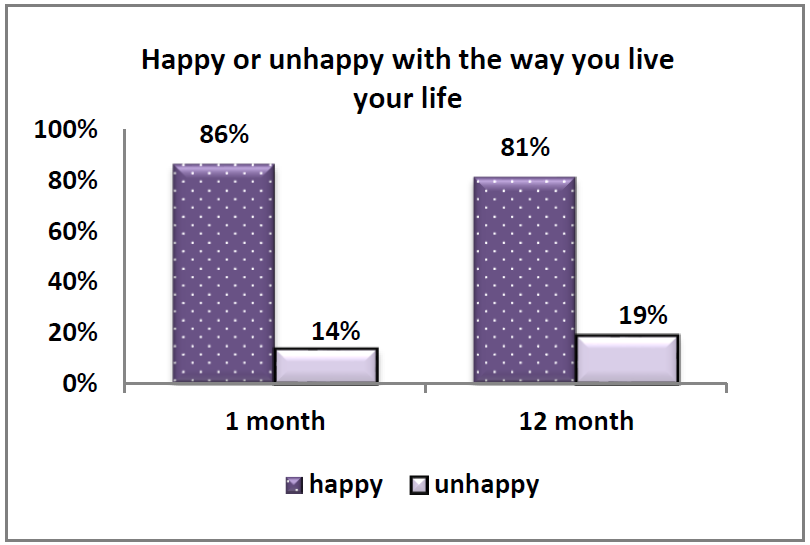 Happy or unhappy with the way you live
your life
100%
80%
60%
40%
20%
0%
86%
14%
81%
19%
1 month
12 month
happy
unhappy